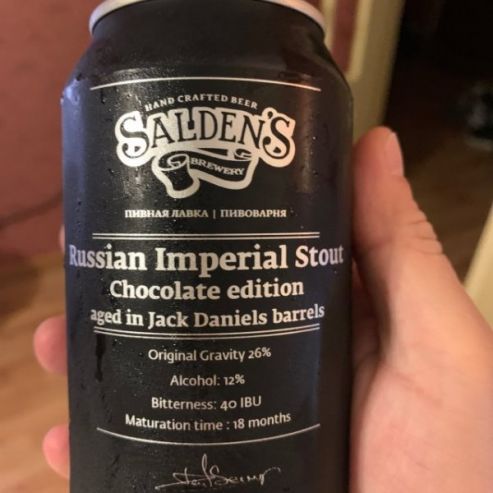 HAND CRAFTED BEER
SALDEN'S
BREWERY
ПИВНАЯ ЛАВКА | ПИВОВАРНЯ
Russian Imperial Stout
Chocolate edition
aged in Jack Daniels barrels
Original Gravity 26%
Alcohol: 12%
Bitterness: 40 IBU
Maturation time : 18 months